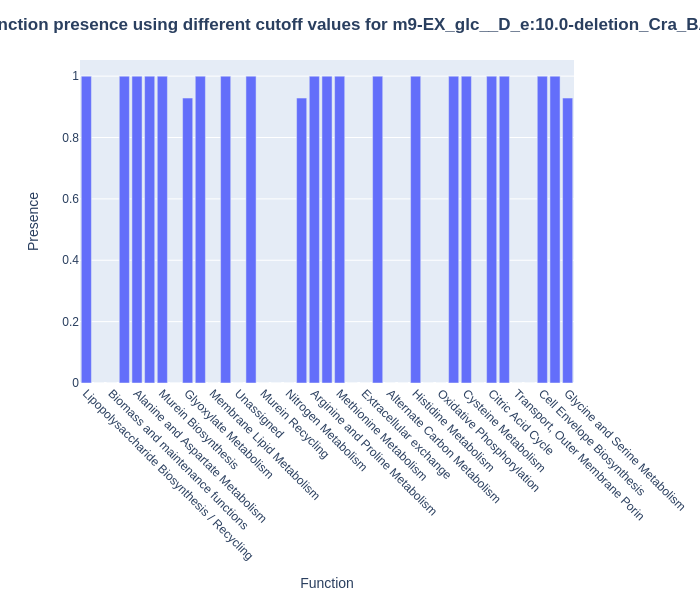 nction presence using different cutoff values for m9-EX_glc__D_e:10.0-deletion_Cra_B
1
0.8
0.6
0.4
0.2
0
Presence
Lipopolysaccharide Biosynthesis / Recycling
Biomass and maintenance functions
Alanine and Aspartate Metabolism
Murein Biosynthesis
Glyoxylate Metabolism
Membrane Lipid Metabolism
Unassigned
Murein Recycling
Nitrogen Metabolism
Arginine and Proline Metabolism
Methionine Metabolism
Extracellular exchange
Alternate Carbon Metabolism
Histidine Metabolism
Oxidative Phosphorylation
Cysteine Metabolism
Citric Acid Cycle
Transport, Outer Membrane Porin
Cell Envelope Biosynthesis
Glycine and Serine Metabolism
Function